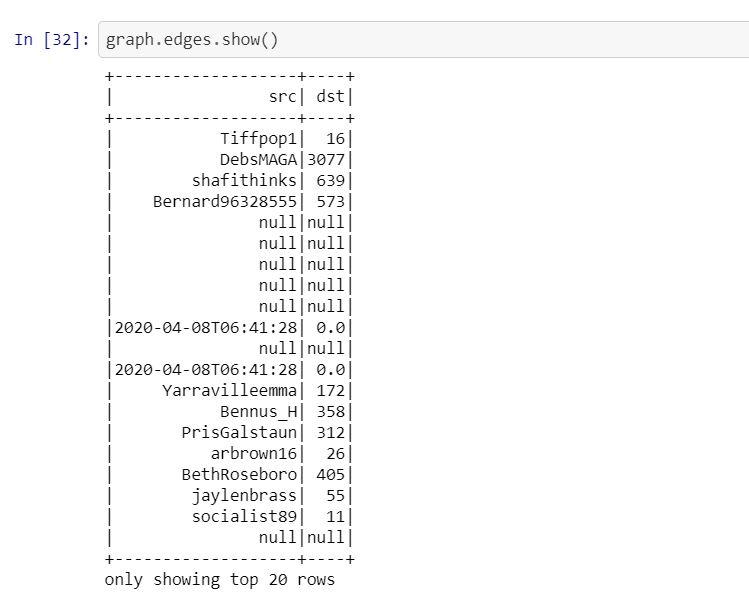 In [32]: graph.edges.show()
+-------------------+----+
|                src| dst|
+-------------------+----+
|           Tiffpop1|  16|
|           DebsMAGA|3077|
|        shafithinks| 639|
|    Bernard96328555| 573|
|               null|null|
|               null|null|
|               null|null|
|               null|null|
|               null|null|
|2020-04-08T06:41:28| 0.0|
|               null|null|
|2020-04-08T06:41:28| 0.0|
|     Yarravilleemma| 172|
|           Bennus_H| 358|
|       PrisGalstaun| 312|
|          arbrown16|  26|
|       BethRoseboro| 405|
|        jaylenbrass|  55|
|        socialist89|  11|
|               null|null|
+-------------------+----+
only showing top 20 rows